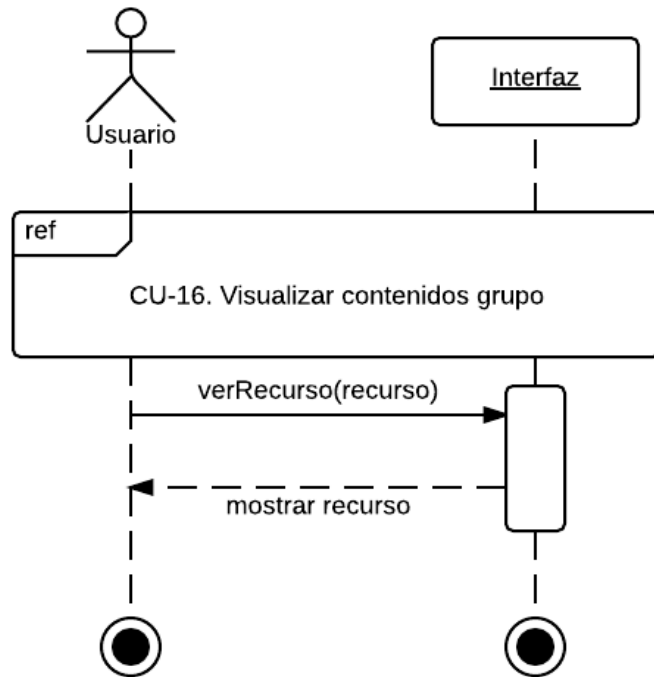 Usuario
Interfaz
ref
CU-16. Visualizar contenidos grupo
verRecurso(recurso)
mostrar recurso